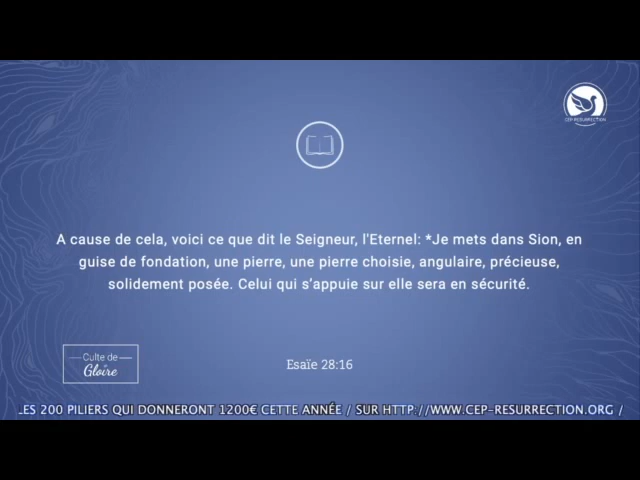 CEP-RESURRECTION
A cause de cela, voici ce que dit le Seigneur, l'Eternel: *Je mets dans Sion, en
guise de fondation, une pierre, une pierre choisie, angulaire, précieuse,
solidement posée. Celui qui s'appuie sur elle sera en sécurité.
Culte de
Gloire
Esaïe 28:16
LES 200 PILIERS QUI DONNERONT 1200€ CETTE ANNÉE / SUR HTTP://WWW.CEP-RESURRECTION.ORG /